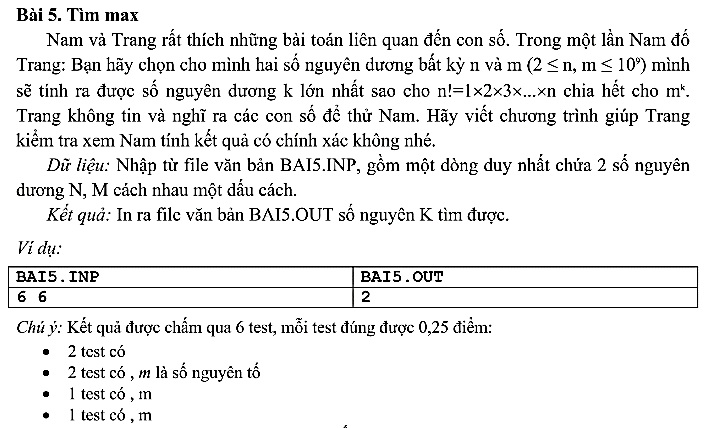 Bài 5. Tìm max
Nam và Trang rất thích những bài toán liên quan đến con số. Trong một lần Nam đố
Trang: Bạn hãy chọn cho mình hai số nguyên dương bất kỳ n và m (2 ≤ n, m ≤ 10⁹) mình
sẽ tính ra được số nguyên dương k lớn nhất sao cho n!=1×2×3×...×n chia hết cho mᵏ.
Trang không tin và nghĩ ra các con số để thử Nam. Hãy viết chương trình giúp Trang
kiểm tra xem Nam tính kết quả có chính xác không nhé.
Dữ liệu: Nhập từ file văn bản BAI5.INP, gồm một dòng duy nhất chứa 2 số nguyên
dương N, M cách nhau một dấu cách.
Kết quả: In ra file văn bản BAI5.OUT số nguyên K tìm được.
Ví dụ:
BAI5.INP BAI5.OUT
6 6 2
Chú ý: Kết quả được chấm qua 6 test, mỗi test đúng được 0,25 điểm:
• 2 test có
• 2 test có , m là số nguyên tố
• 1 test có , m
• 1 test có , m